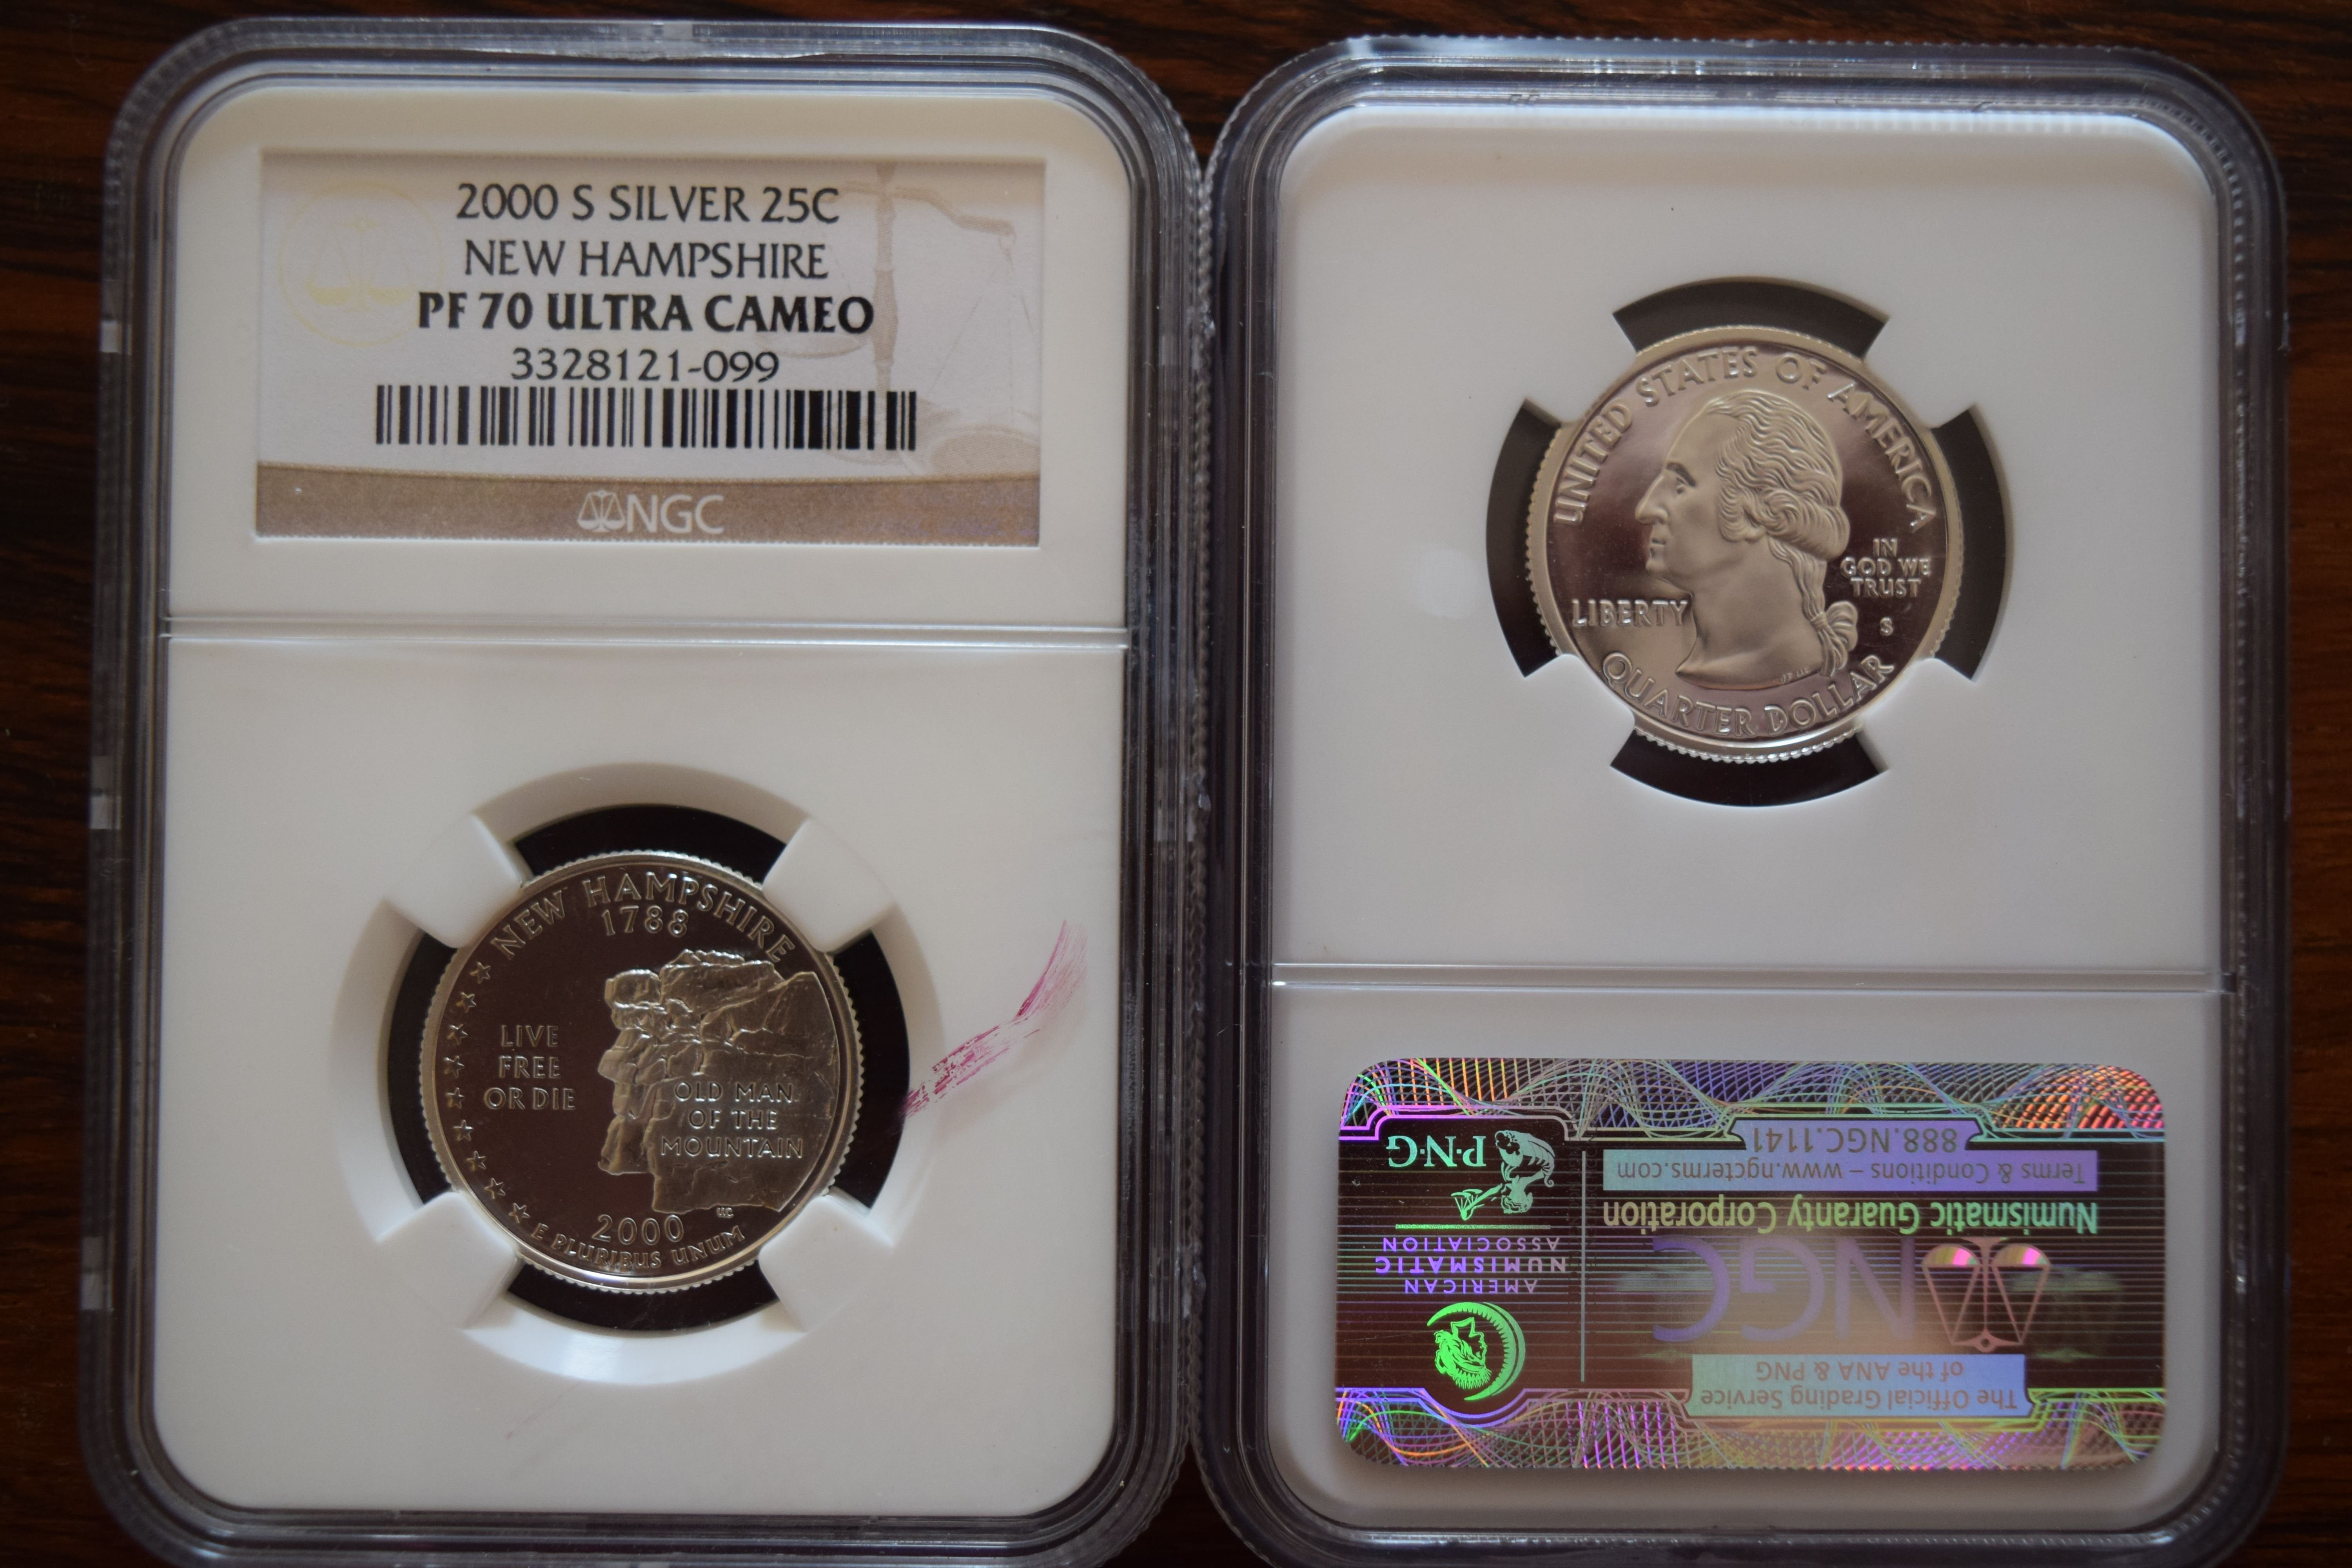 2000 S SILVER 25C
NEW HAMPSHIRE
PF 70 ULTRA CAMEO
3328121-099
NGC
NEW HAMPSHIRE
1788
LIVE
FREE
OR DIE
OLD MAN
OF THE
MOUNTAIN
2000
E PLURIBUS UNUM
UNITED STATES OF AMERICA
IN
GOD WE
TRUST
LIBERTY
S
QUARTER DOLLAR
The Official Grading Service
of the ANA & PNG
NGC
Numismatic Guaranty Corporation
Terms & Conditions – www.ngcterms.com
888.NGC.1141
AMERICAN
NUMISMATIC
ASSOCIATION
P·N·G